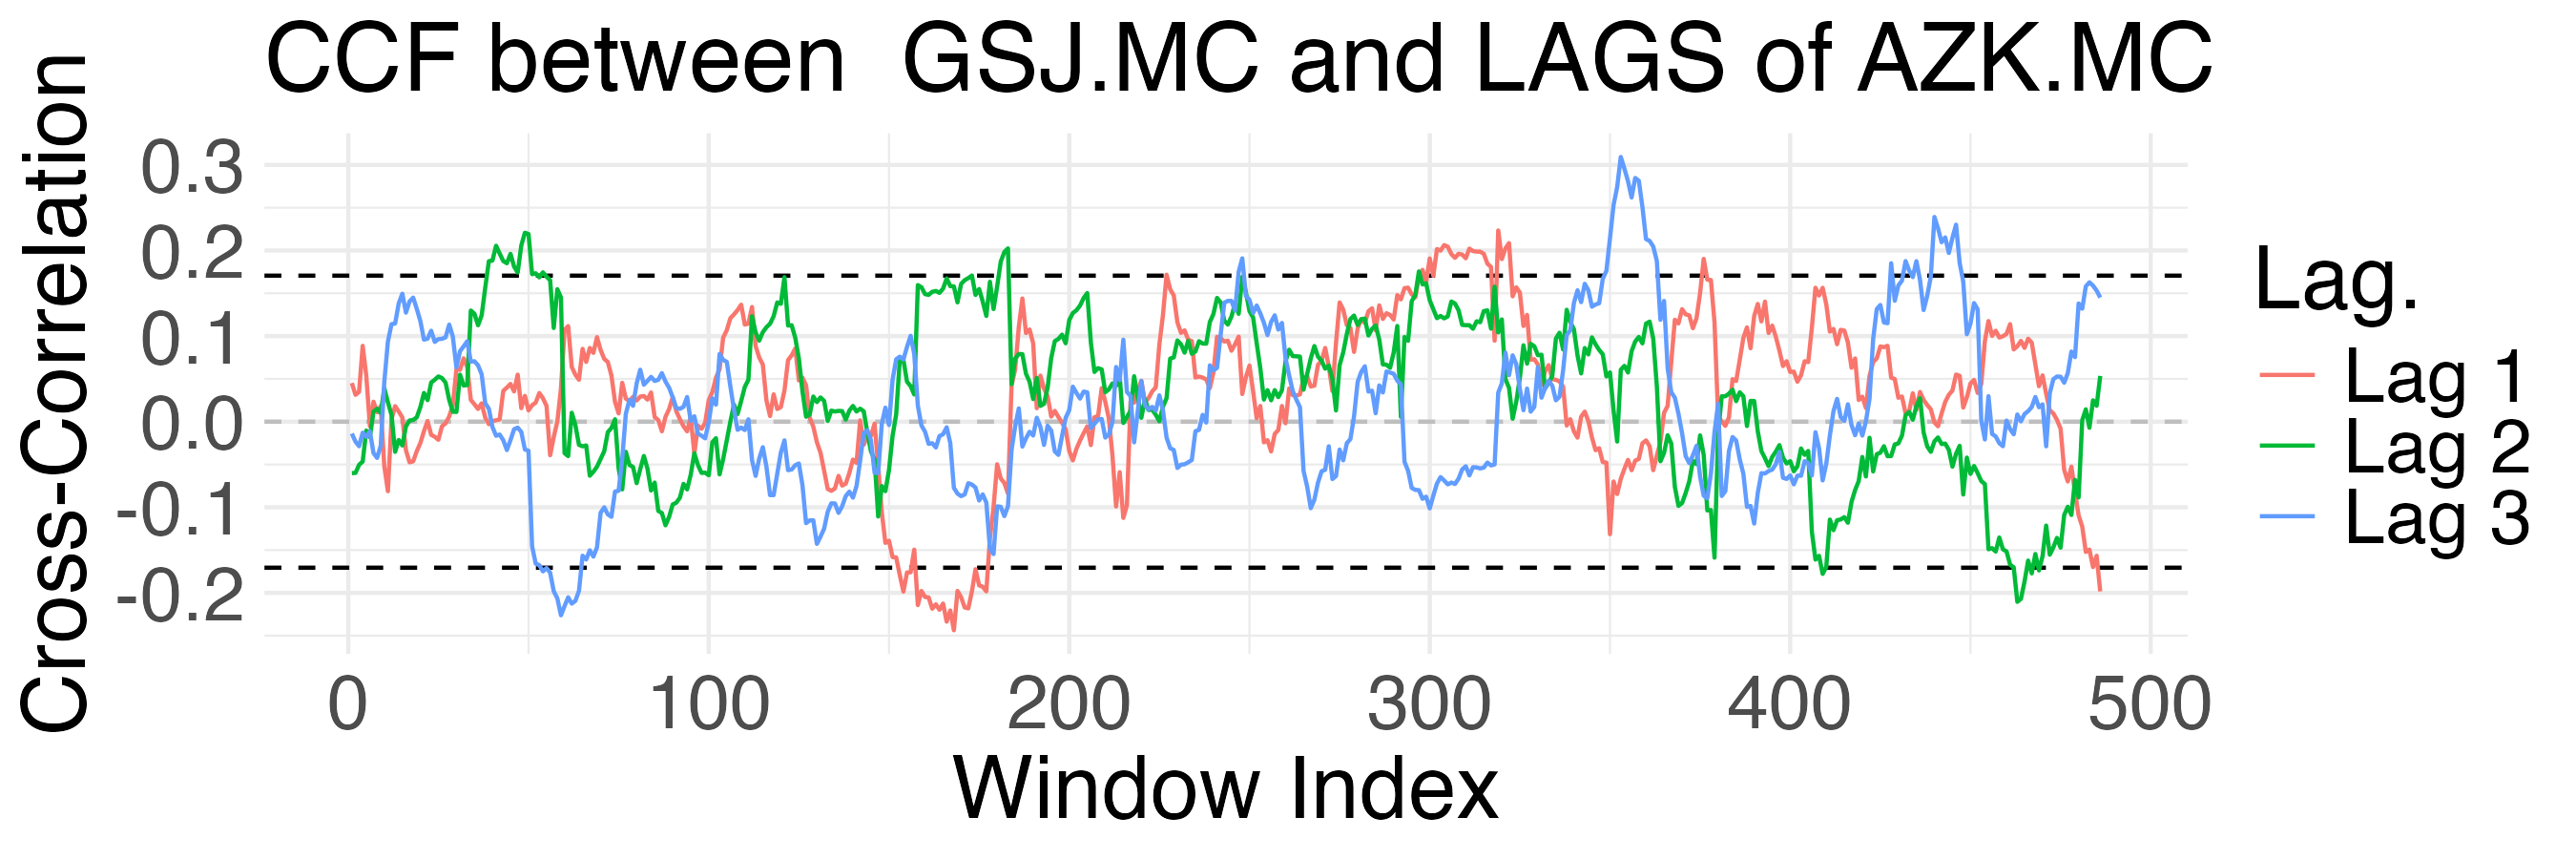 CCF between  GSJ.MC and LAGS of AZK.MC
Cross-Correlation
0.3
0.2
0.1
0.0
-0.1
-0.2
0 100 200 300 400 500
Window Index
Lag.
Lag 1
Lag 2
Lag 3